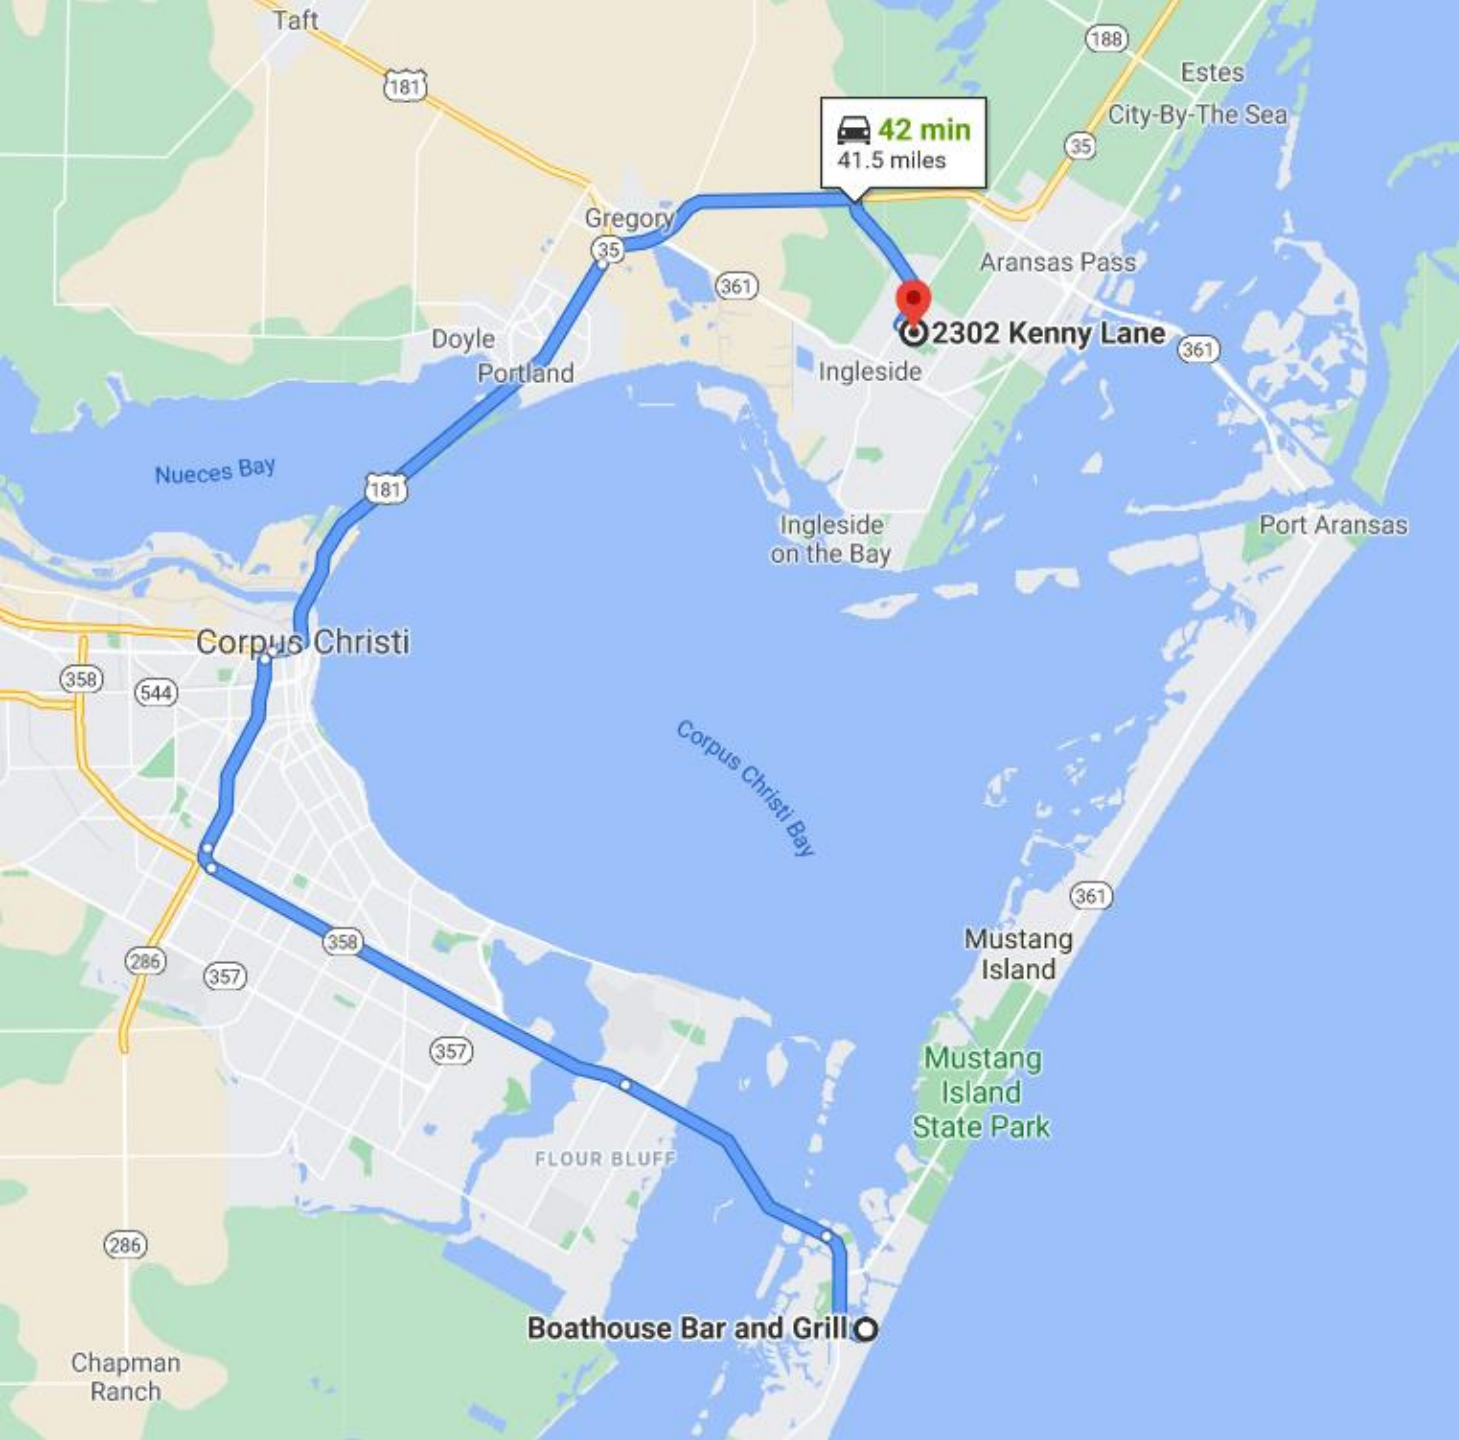 Taft
188
Estes
181
City-By-The Sea
42 min
41.5 miles
35
Gregory
35
Aransas Pass
361
Doyle
2302 Kenny Lane
361
Portland
Ingleside
Nueces Bay
181
Ingleside
on the Bay
Port Aransas
Corpus Christi
358
544
Corpus Christi Bay
361
358
Mustang
Island
286
357
357
Mustang
Island
State Park
FLOUR BLUFF
286
Boathouse Bar and Grill
Chapman
Ranch